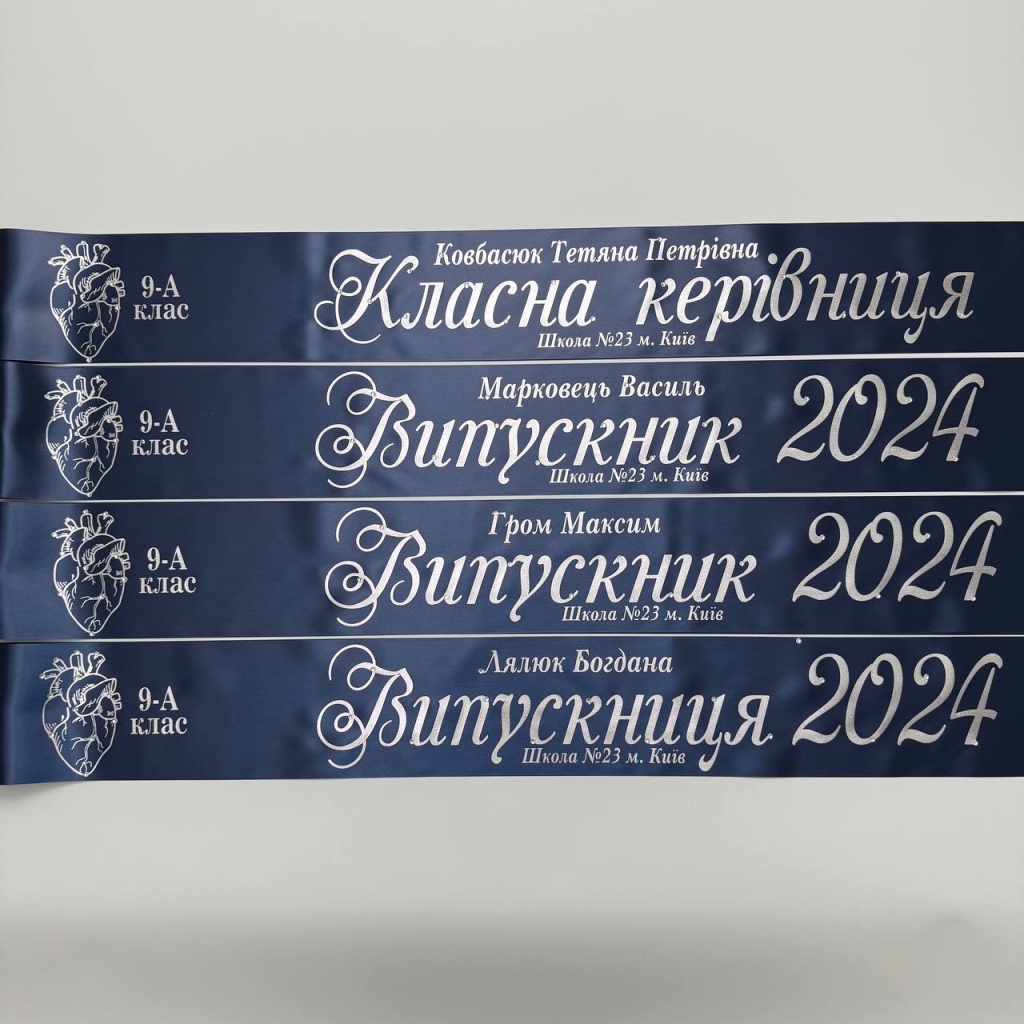 9-А
клас
Ковбасюк Тетяна Петрівна
Класна керівниця
Школа №23 м. Київ
9-А
клас
Марковець Василь
Випускник 2024
Школа №23 м. Київ
9-А
клас
Гром Максим
Випускник 2024
Школа №23 м. Київ
9-А
клас
Лялюк Богдана
Випускниця 2024
Школа №23 м. Київ